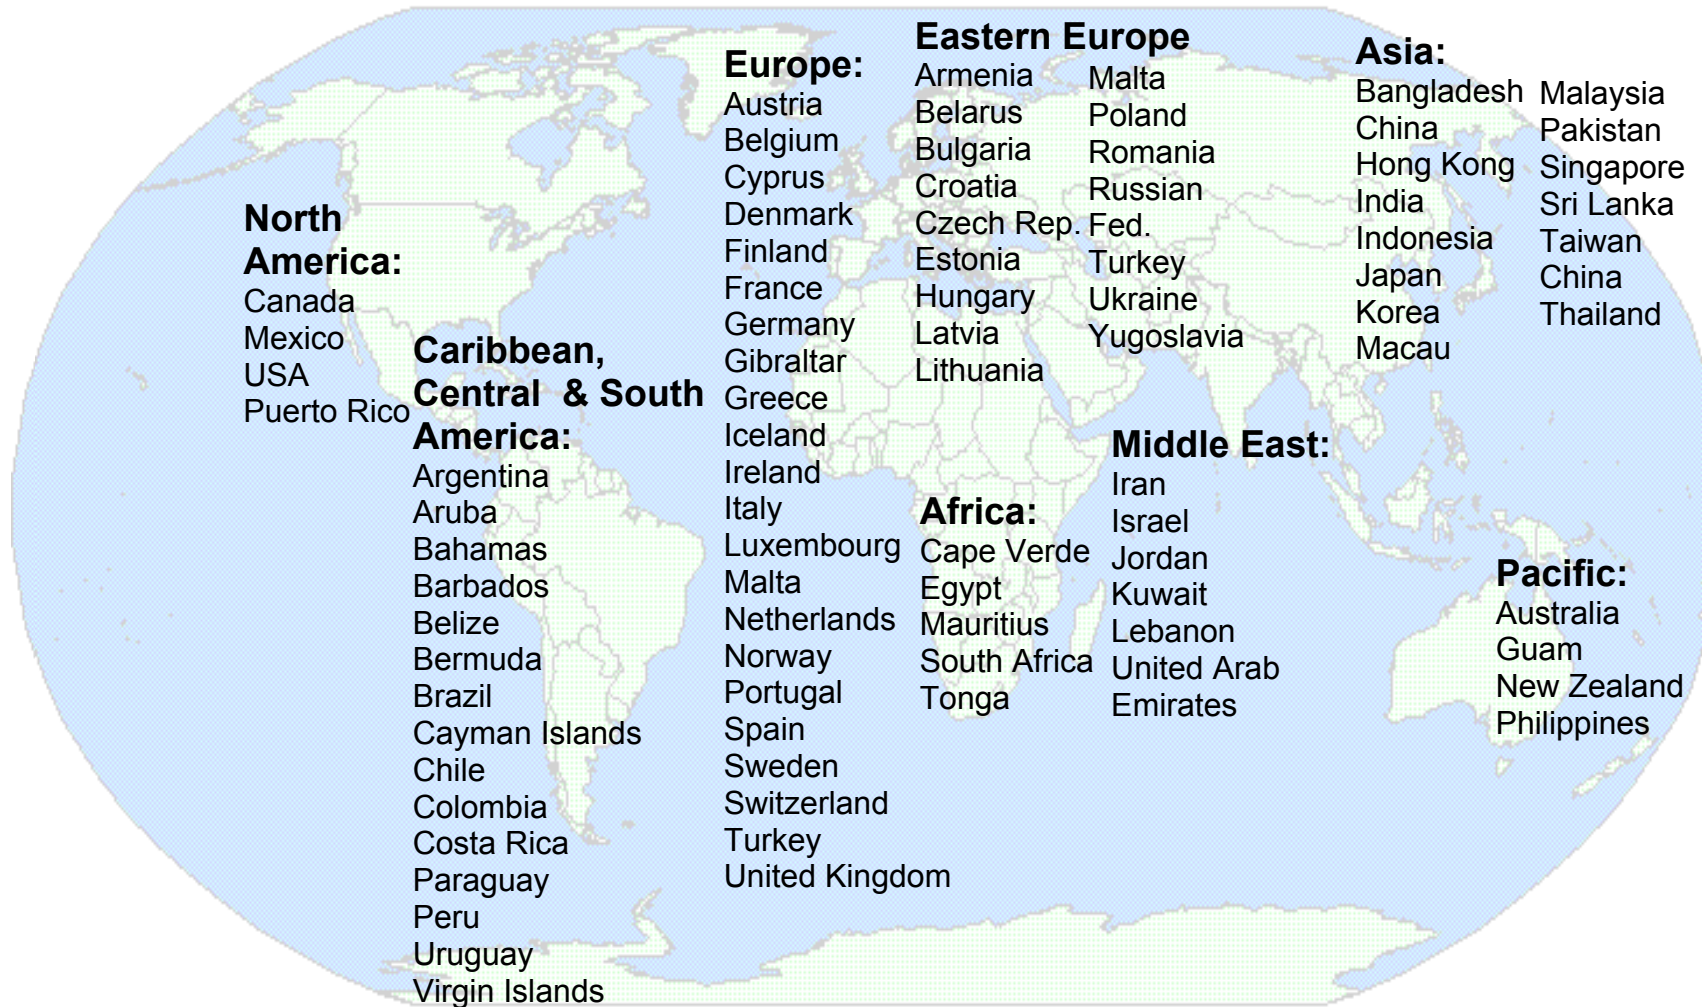 North
America:
Canada
Mexico
USA
Puerto Rico
Caribbean,
Central & South
America:
Argentina
Aruba
Bahamas
Barbados
Belize
Bermuda
Brazil
Cayman Islands
Chile
Colombia
Costa Rica
Paraguay
Peru
Uruguay
Virgin Islands
Europe:
Austria
Belgium
Cyprus
Denmark
Finland
France
Germany
Gibraltar
Greece
Iceland
Ireland
Italy
Luxembourg
Malta
Netherlands
Norway
Portugal
Spain
Sweden
Switzerland
Turkey
United Kingdom
Eastern Europe
Armenia
Belarus
Bulgaria
Croatia
Czech Rep.
Estonia
Hungary
Latvia
Lithuania
Malta
Poland
Romania
Russian
Fed.
Turkey
Ukraine
Yugoslavia
Africa:
Cape Verde
Egypt
Mauritius
South Africa
Tonga
Middle East:
Iran
Israel
Jordan
Kuwait
Lebanon
United Arab
Emirates
Asia:
Bangladesh
China
Hong Kong
India
Indonesia
Japan
Korea
Macau
Malaysia
Pakistan
Singapore
Sri Lanka
Taiwan
China
Thailand
Pacific:
Australia
Guam
New Zealand
Philippines